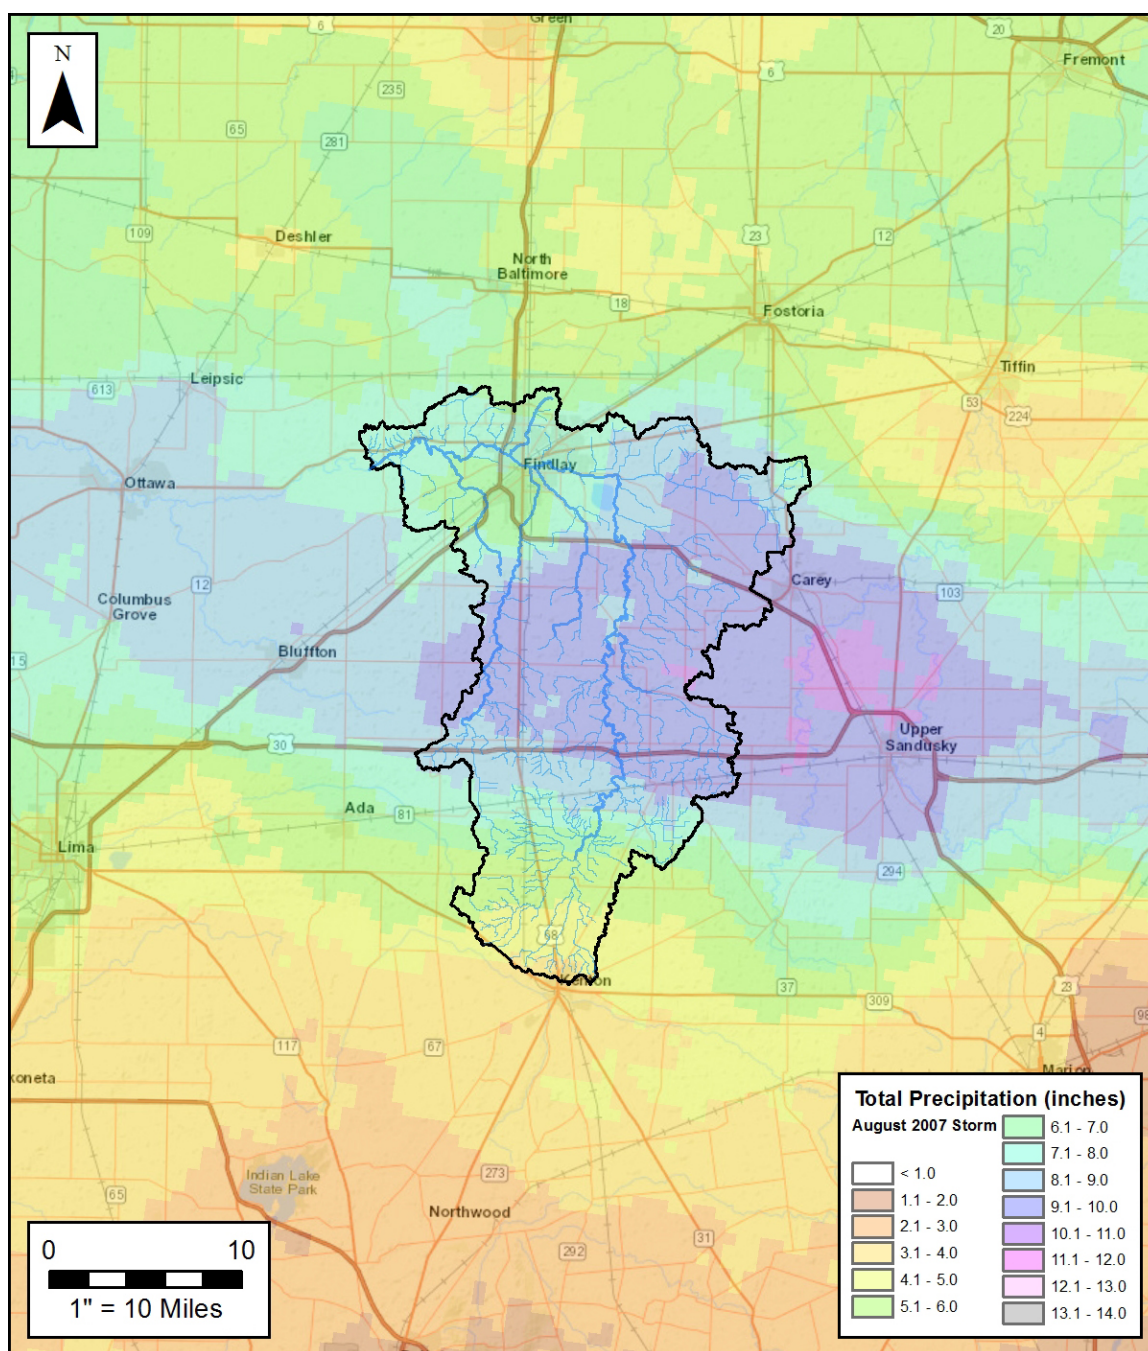 Green
6
20
Fremont
N
6
235
65
281
109
Deshler
23
12
North
Baltimore
18
Fostoria
Tiffin
613
Leipsic
53
224
Findlay
Ottawa
12
Columbus
Grove
Carey
103
15
Bluffton
Upper
Sandusky
30
Ada
81
Lima
294
68
Kenton
37
309
23
4
98
117
67
Marion
koneta
Indian Lake
State Park
273
65
Northwood
31
292
0 10
1" = 10 Miles
Total Precipitation (inches)
August 2007 Storm
< 1.0
1.1 - 2.0
2.1 - 3.0
3.1 - 4.0
4.1 - 5.0
5.1 - 6.0
6.1 - 7.0
7.1 - 8.0
8.1 - 9.0
9.1 - 10.0
10.1 - 11.0
11.1 - 12.0
12.1 - 13.0
13.1 - 14.0